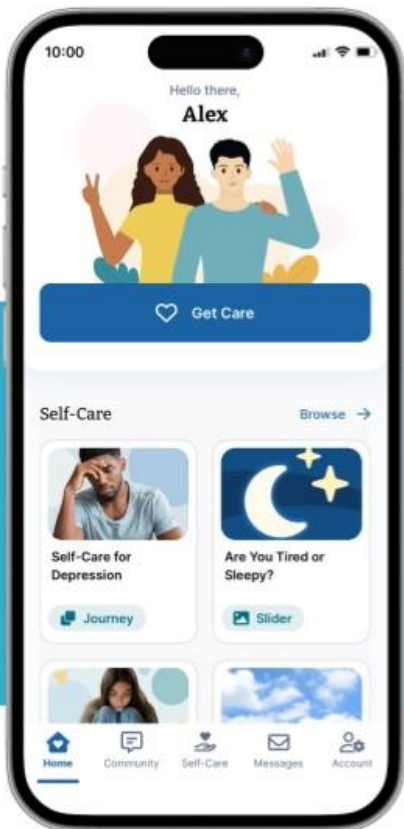 10:00
Hello there,
Alex
Get Care
Self-Care
Browse →
Self-Care for
Depression
Are You Tired or
Sleepy?
Journey
Slider
Home
Community
Self-Care
Messages
Account